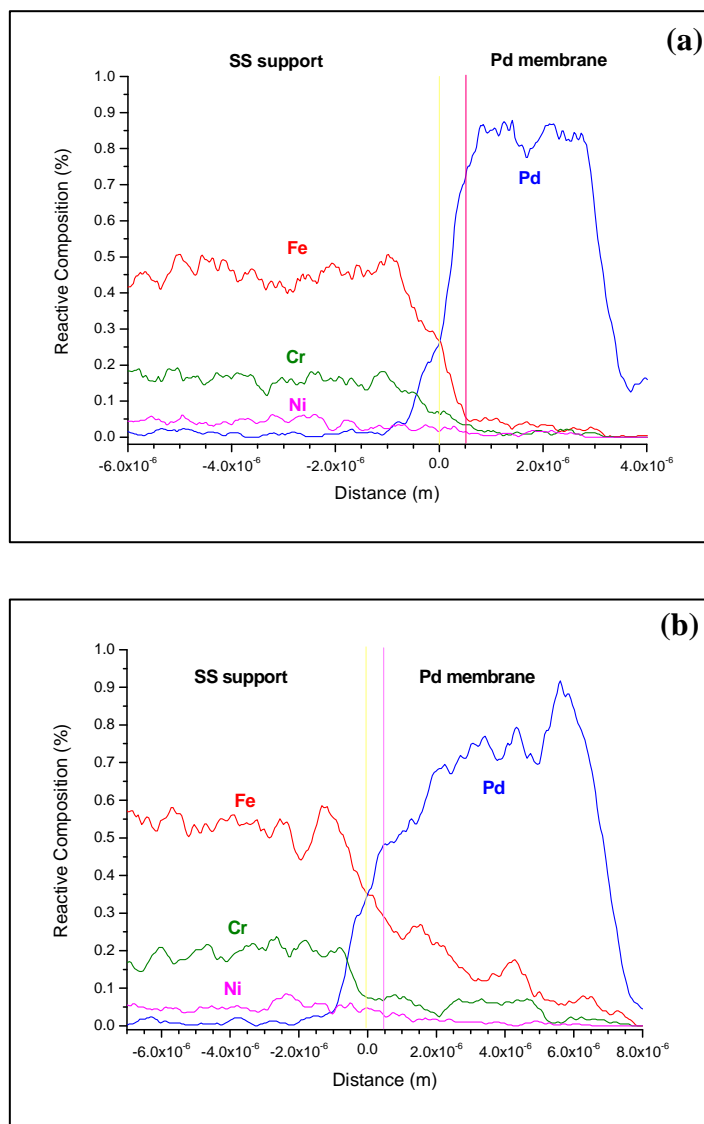 (a)
SS support Pd membrane
1.0
0.9
0.8
0.7
0.6
0.5
0.4
0.3
0.2
0.1
0.0
Reactive Composition (%)
Pd
Fe
Cr
Ni
-6.0x10⁻⁶ -4.0x10⁻⁶ -2.0x10⁻⁶ 0.0 2.0x10⁻⁶ 4.0x10⁻⁶
Distance (m)
(b)
SS support Pd membrane
1.0
0.9
0.8
0.7
0.6
0.5
0.4
0.3
0.2
0.1
0.0
Reactive Composition (%)
Fe
Pd
Cr
Ni
-6.0x10⁻⁶ -4.0x10⁻⁶ -2.0x10⁻⁶ 0.0 2.0x10⁻⁶ 4.0x10⁻⁶ 6.0x10⁻⁶ 8.0x10⁻⁶
Distance (m)